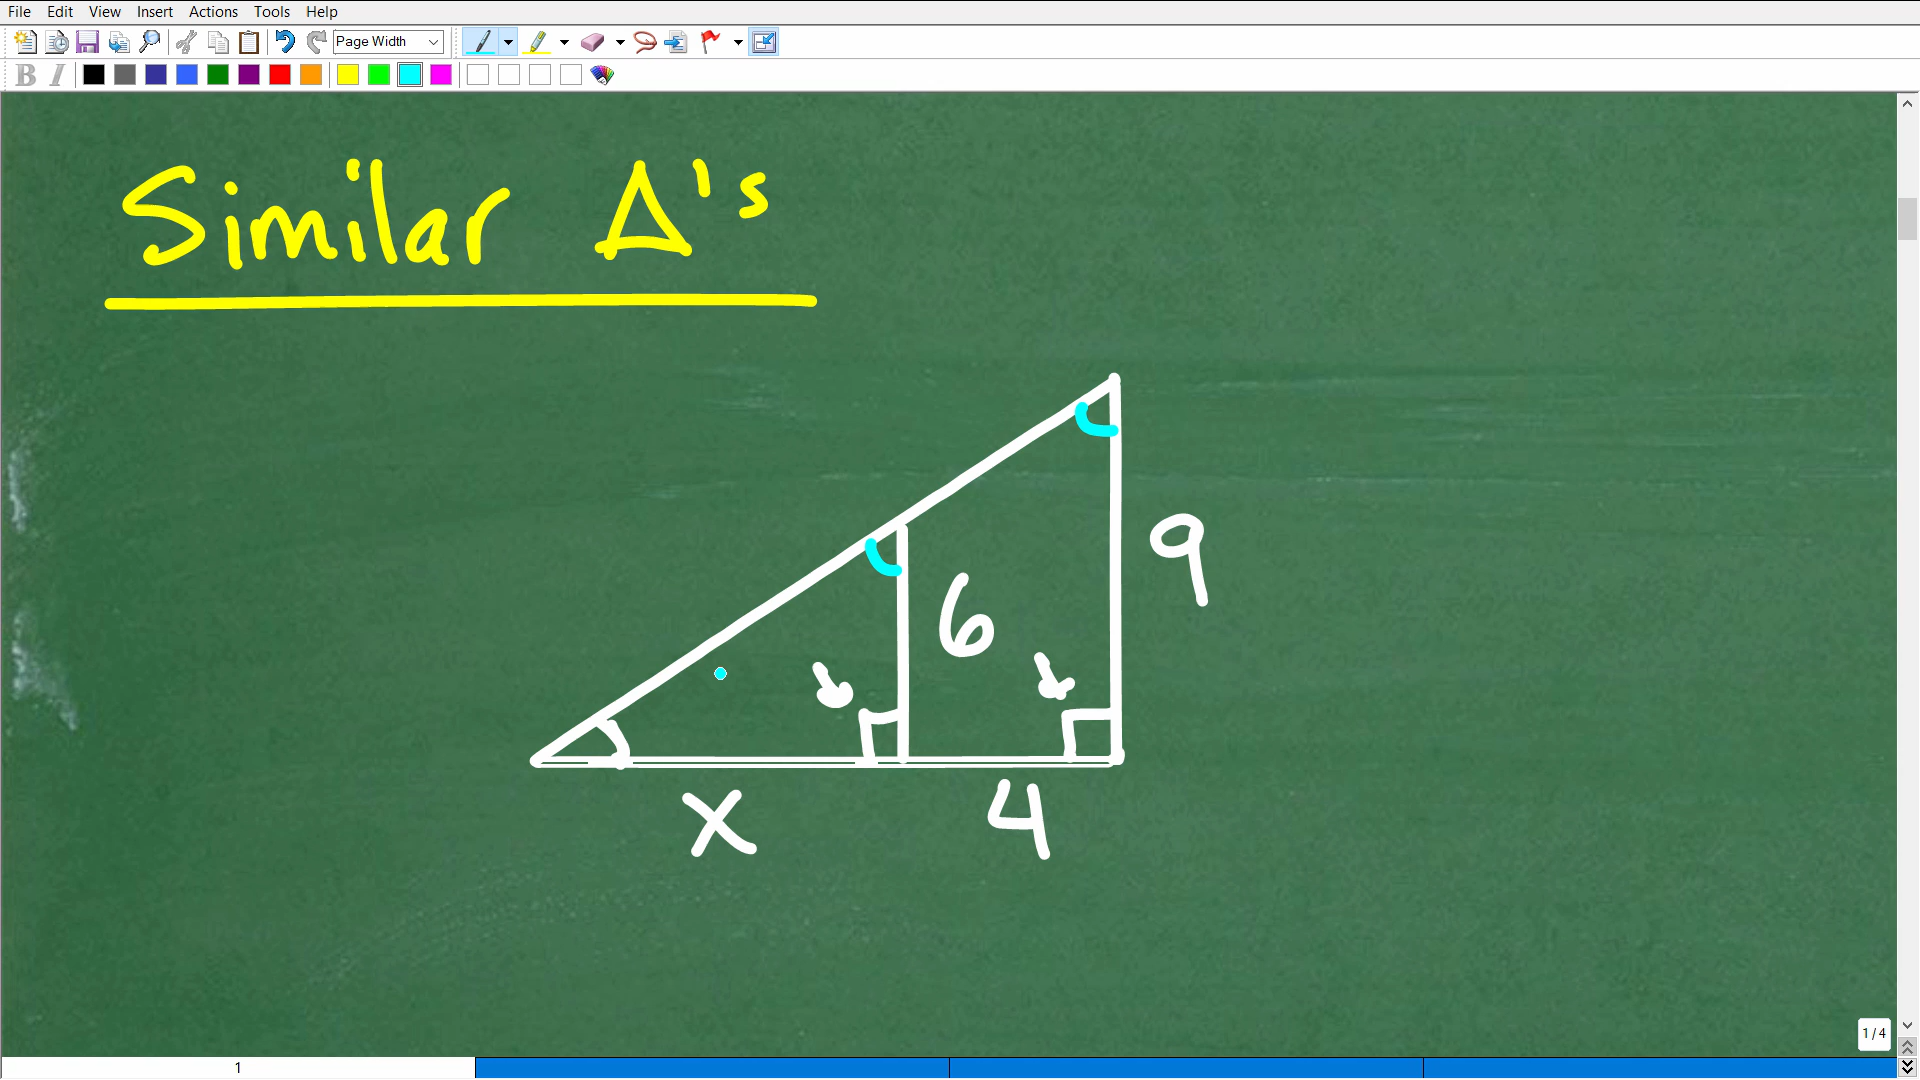 File Edit View Insert Actions Tools Help
Page Width
B I
Similar Δ's
9
6
x 4
1 / 4
1